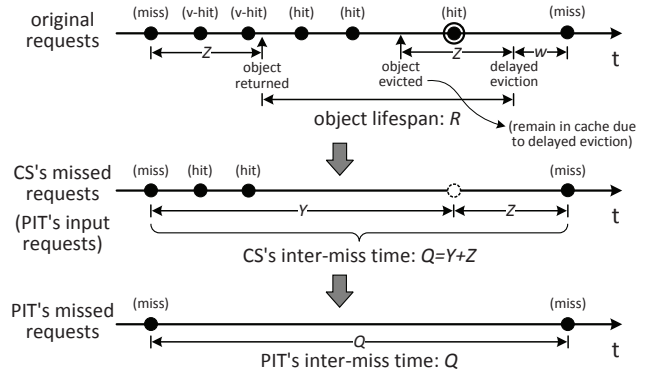 original
requests
(miss) (v-hit) (v-hit) (hit) (hit) (hit) (miss)
Z Z w t
object
returned
object
evicted
delayed
eviction
object lifespan: R
(remain in cache due
to delayed eviction)
CS's missed
requests
(PIT's input
requests)
(miss) (hit) (hit) (miss)
Y Z t
CS's inter-miss time: Q=Y+Z
PIT's missed
requests
(miss) (miss)
Q t
PIT's inter-miss time: Q